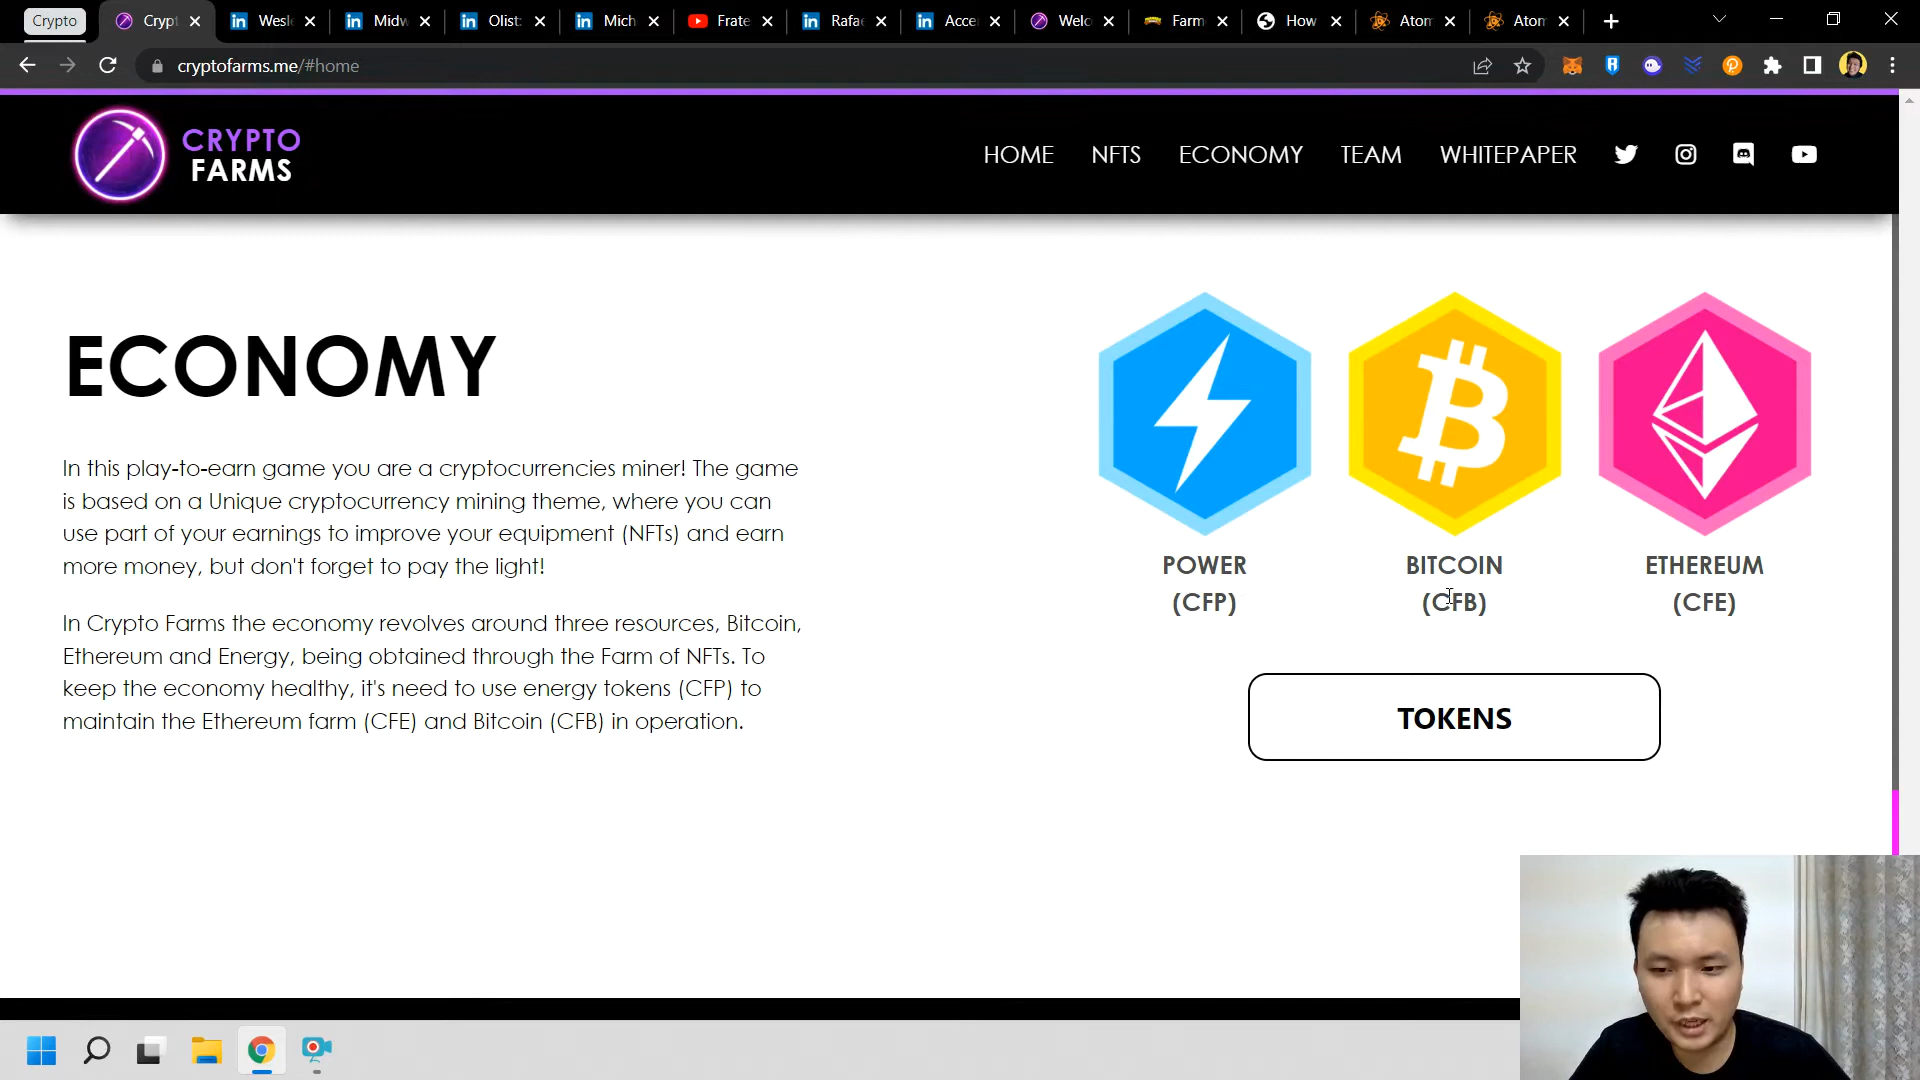 Crypto
Crypt
Wesle
Midw
Olist:
Mich
Frate
Rafae
Accer
Welc
Farme
How
Atom
Atom
cryptofarms.me/#home
CRYPTO
FARMS
HOME
NFTS
ECONOMY
TEAM
WHITEPAPER
ECONOMY
In this play-to-earn game you are a cryptocurrencies miner! The game
is based on a Unique cryptocurrency mining theme, where you can
use part of your earnings to improve your equipment (NFTs) and earn
more money, but don't forget to pay the light!
In Crypto Farms the economy revolves around three resources, Bitcoin,
Ethereum and Energy, being obtained through the Farm of NFTs. To
keep the economy healthy, it's need to use energy tokens (CFP) to
maintain the Ethereum farm (CFE) and Bitcoin (CFB) in operation.
POWER
(CFP)
BITCOIN
(CFB)
ETHEREUM
(CFE)
TOKENS